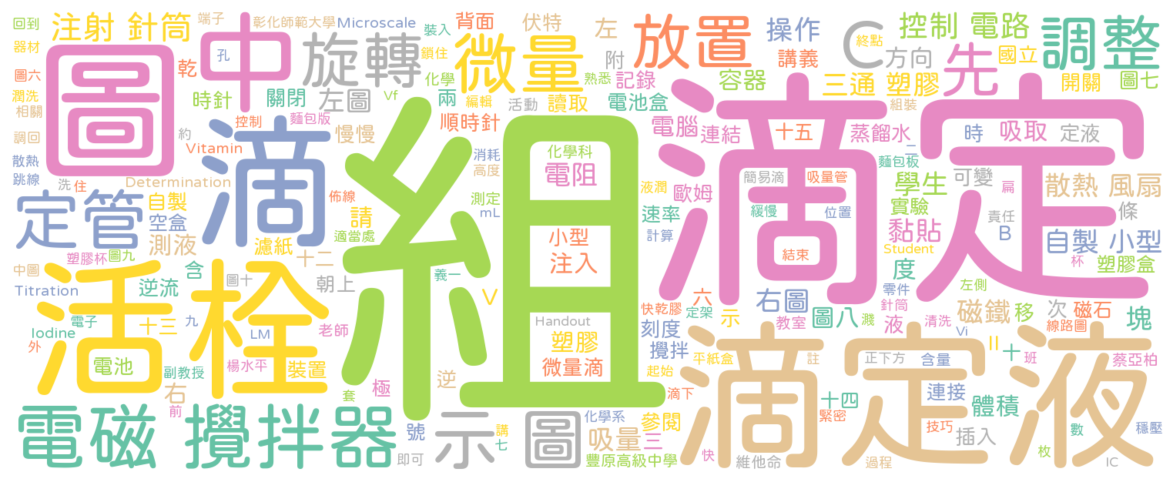 回到 注射 針筒 端子 彰化師範大學 Microscale 裝入 背面 伏特 左 放置 操作 C 終點 控制 電路 調整
器材 圖 中 孔 旋轉 鎖住 微量 附 講義 方向 先 國立 開關 圖七
圖六 乾 化學 熟悉 記錄 容器 三通 塑膠
潤洗 時針 關閉 左圖 Vf 兩 編輯 活動 讀取 電池盒 組裝
相關 約 控制 麵包版 順時針 電腦 連結 十五 蒸餾水 時 吸取 定液
調回 滴 Vitamin 慢慢 組 消耗 化學科 滴定 二
散熱 洗 住 高度 電阻 液潤 歐姆 簡易滴 吸量管 麵包板 可變 扁 散熱 風扇
跳線 Determination 佈線 測定 速率 緩慢 位置 學生 條
定管 自製 請 mL 小型 計算 實驗 責任
空盒 適當處 注入 結束 黏貼 B 自製 小型
測液 濾紙 十二 義一 Student 杯 塑膠盒
中圖 塑膠杯 圖九 含 圖十 朝上 快乾膠 六 右圖 度 左側 磁鐵 移 次 磁石
Titration 逆流 V 零件 針筒 塊
活栓 電子 十三 九 LM 老師 Handout 定架 刻度 教室 示 圖八 液 濺 清洗 Vi 線路圖
Iodine 塑膠 攪拌 II
外 電池 楊水平 極 逆 微量滴 平紙盒 註 正下方 含量 十 班 蔡亞柏
副教授 裝置 起始 滴定液 連接
右 套 滴下 十四 體積
前 電磁 攪拌器 號 示 圖 講 化學系 參閱 緊密 技巧 插入 數 穩壓
七 吸量 三 快
即可 豐原高級中學 維他命 過程 枚 IC